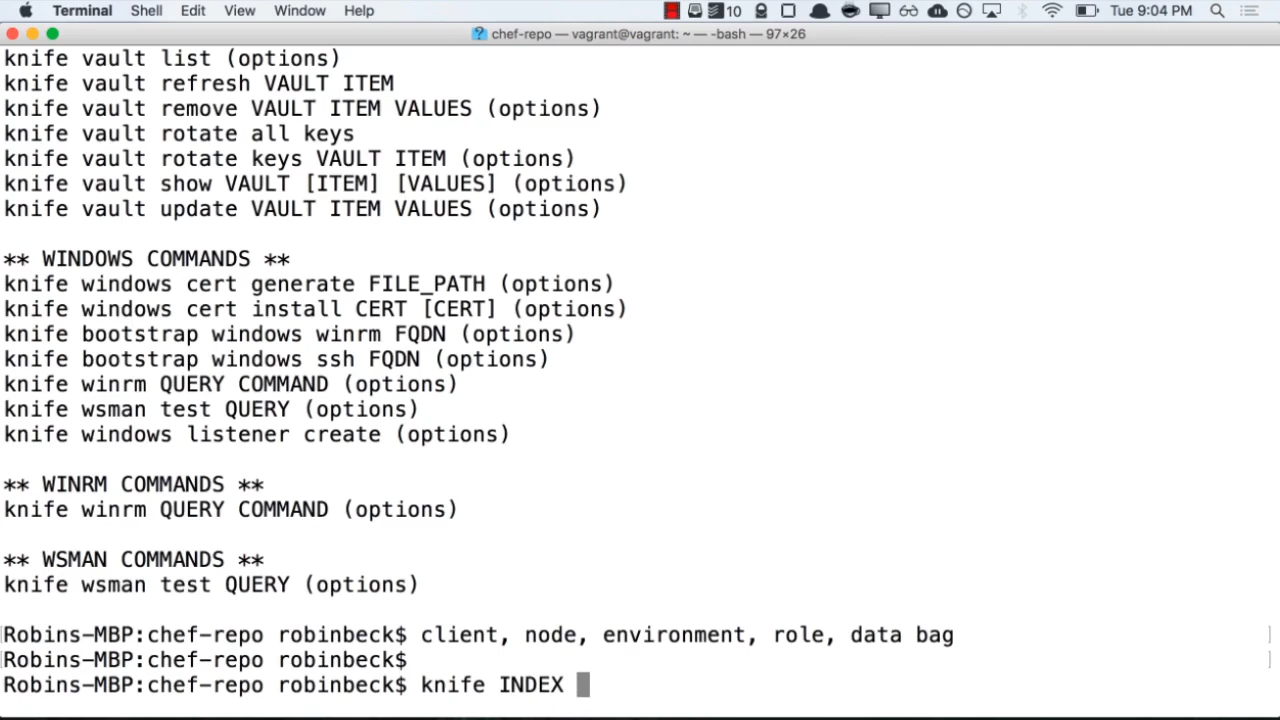 Terminal Shell Edit View Window Help 10 Tue 9:04 PM
chef-repo — vagrant@vagrant: ~ — -bash — 97×26
knife vault list (options)
knife vault refresh VAULT ITEM
knife vault remove VAULT ITEM VALUES (options)
knife vault rotate all keys
knife vault rotate keys VAULT ITEM (options)
knife vault show VAULT [ITEM] [VALUES] (options)
knife vault update VAULT ITEM VALUES (options)
** WINDOWS COMMANDS **
knife windows cert generate FILE_PATH (options)
knife windows cert install CERT [CERT] (options)
knife bootstrap windows winrm FQDN (options)
knife bootstrap windows ssh FQDN (options)
knife winrm QUERY COMMAND (options)
knife wsman test QUERY (options)
knife windows listener create (options)
** WINRM COMMANDS **
knife winrm QUERY COMMAND (options)
** WSMAN COMMANDS **
knife wsman test QUERY (options)
[Robins-MBP:chef-repo robinbeck$ client, node, environment, role, data bag ]
[Robins-MBP:chef-repo robinbeck$ ]
Robins-MBP:chef-repo robinbeck$ knife INDEX